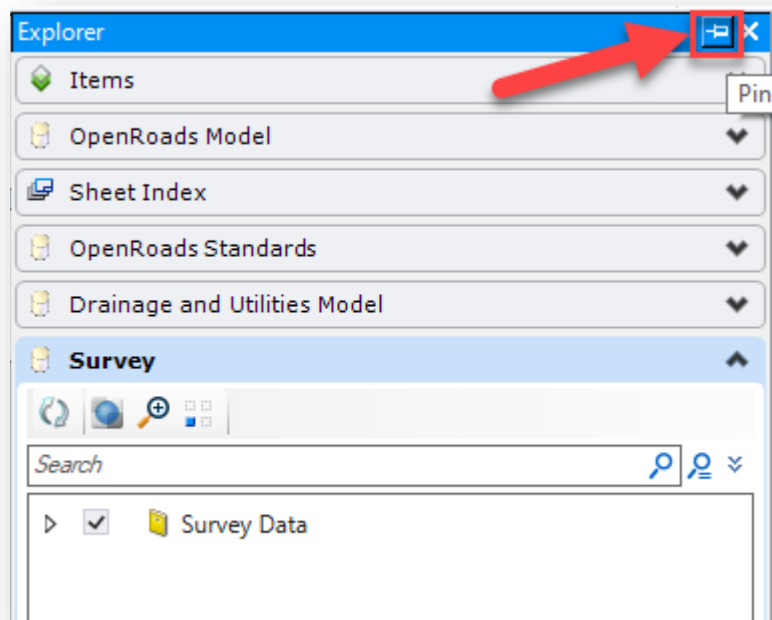 Explorer
Items
Pin
OpenRoads Model
Sheet Index
OpenRoads Standards
Drainage and Utilities Model
Survey
Search
Survey Data